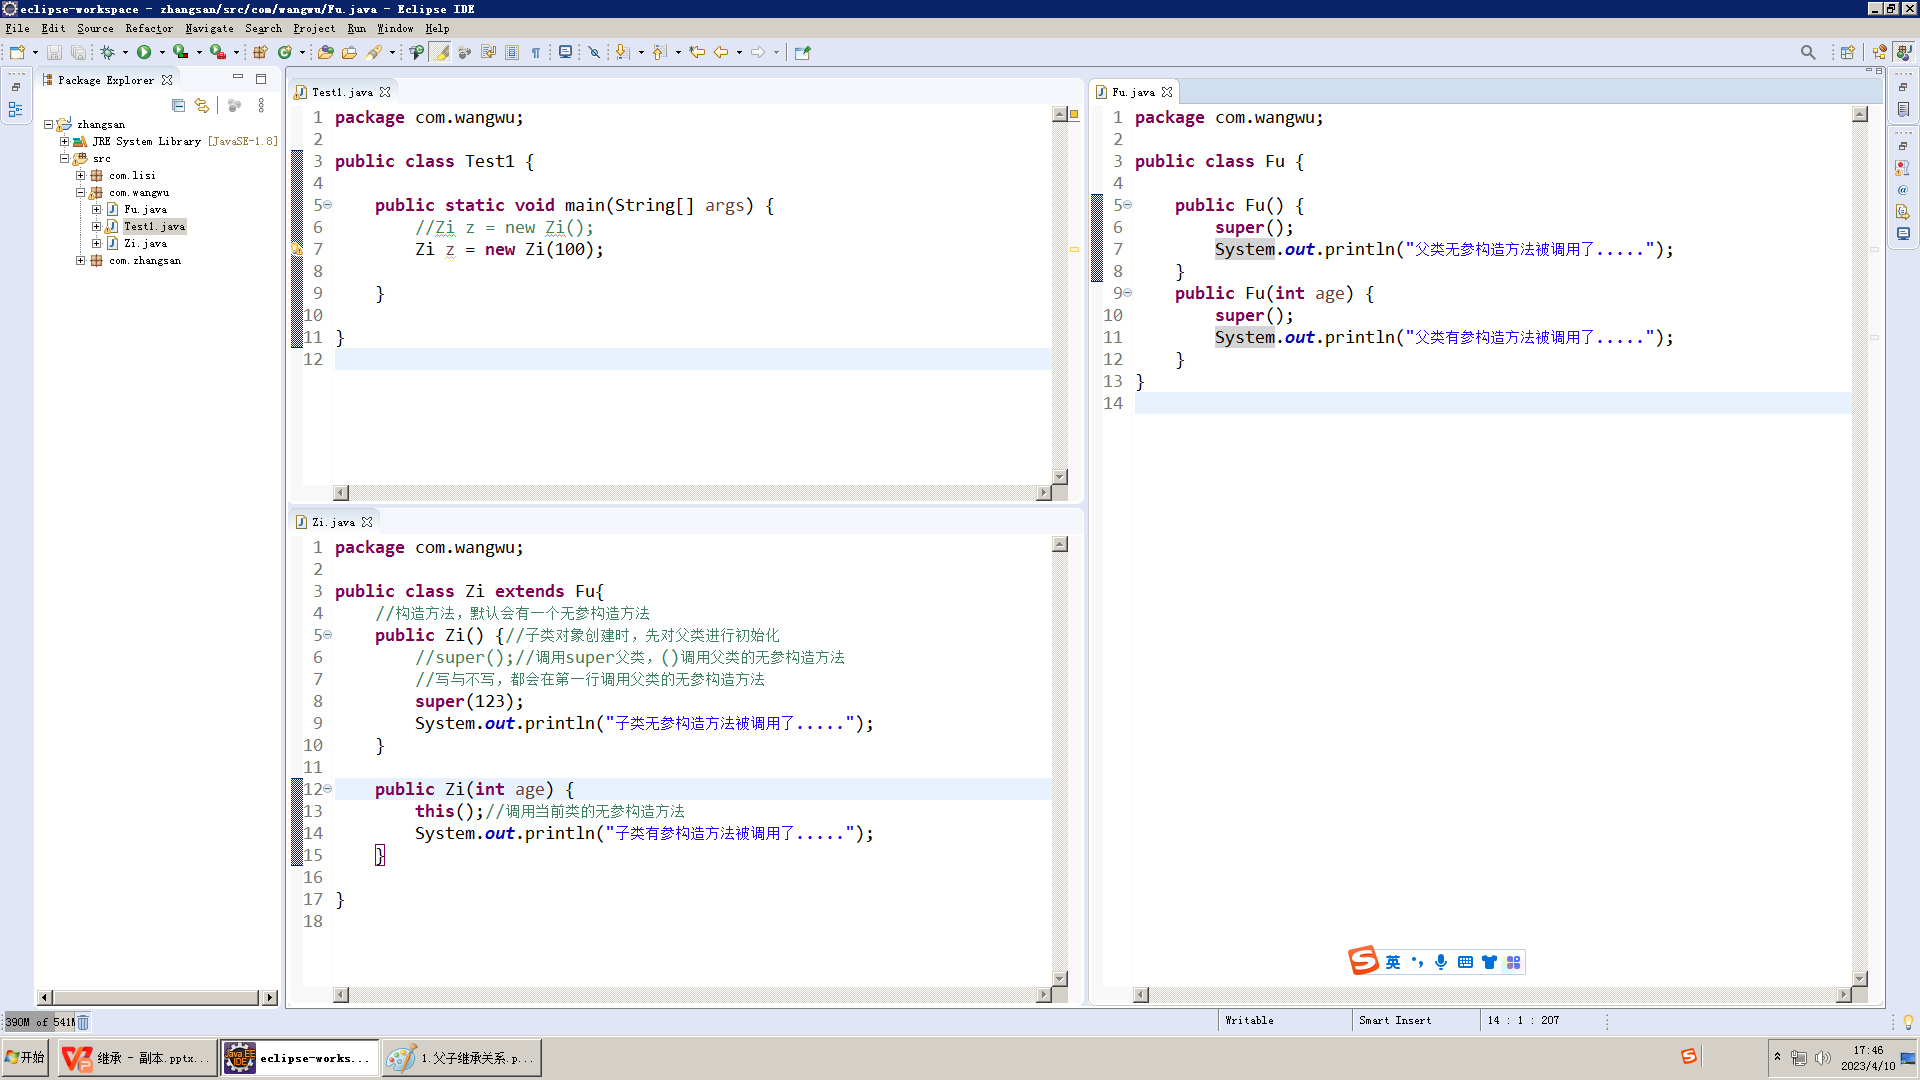 eclipse-workspace - zhangsan/src/com/wangwu/Fu.java - Eclipse IDE
File Edit Source Refactor Navigate Search Project Run Window Help
Package Explorer
zhangsan
JRE System Library [JavaSE-1.8]
src
com.lisi
com.wangwu
Fu.java
Test1.java
Zi.java
com.zhangsan
Test1.java
1 package com.wangwu;
2
3 public class Test1 {
4
5 public static void main(String[] args) {
6 //Zi z = new Zi();
7 Zi z = new Zi(100);
8
9 }
10
11 }
12
Zi.java
1 package com.wangwu;
2
3 public class Zi extends Fu{
4 //构造方法，默认会有一个无参构造方法
5 public Zi() {//子类对象创建时，先对父类进行初始化
6 //super();//调用super父类，()调用父类的无参构造方法
7 //写与不写，都会在第一行调用父类的无参构造方法
8 super(123);
9 System.out.println("子类无参构造方法被调用了.....");
10 }
11
12 public Zi(int age) {
13 this();//调用当前类的无参构造方法
14 System.out.println("子类有参构造方法被调用了.....");
15 }
16
17 }
18
Fu.java
1 package com.wangwu;
2
3 public class Fu {
4
5 public Fu() {
6 super();
7 System.out.println("父类无参构造方法被调用了.....");
8 }
9 public Fu(int age) {
10 super();
11 System.out.println("父类有参构造方法被调用了.....");
12 }
13 }
14
英
390M of 541M
Writable
Smart Insert
14 : 1 : 207
开始
继承 - 副本.pptx...
eclipse-works...
1.父子继承关系.p...
17:46
2023/4/10